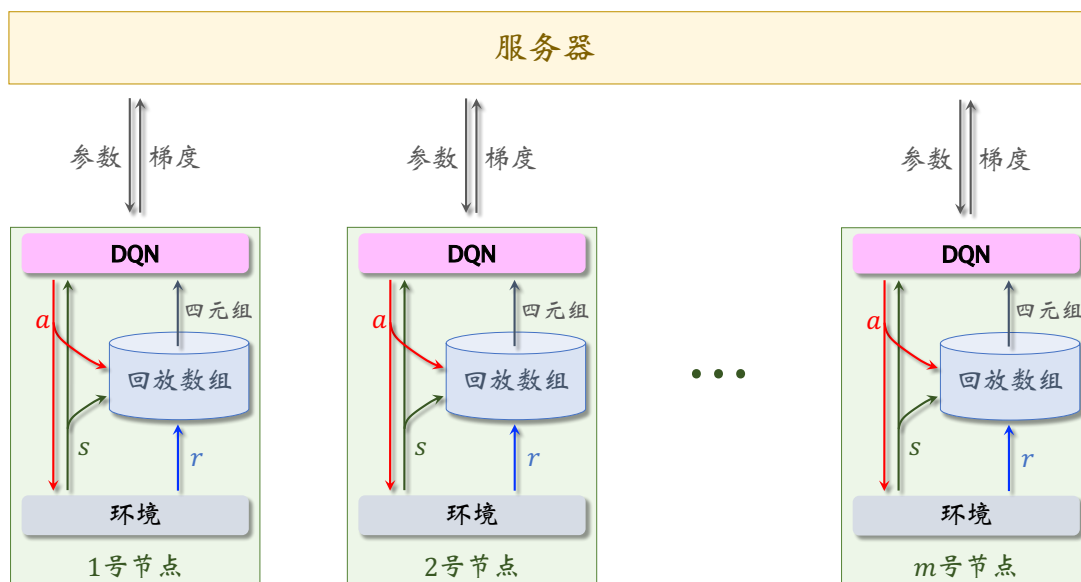 服务器
参数 梯度
参数 梯度
参数 梯度
DQN
a
四元组
回放数组
s
r
环境
1号节点
DQN
a
四元组
回放数组
s
r
环境
2号节点
•••
DQN
a
四元组
回放数组
s
r
环境
m号节点